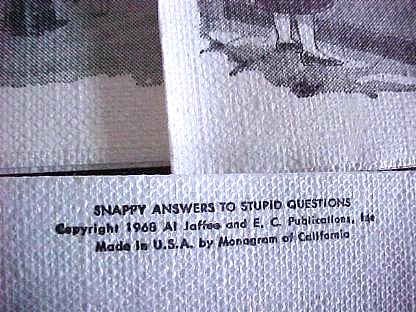 SNAPPY ANSWERS TO STUPID QUESTIONS
Copyright 1968 Al Jaffee and E. C. Publications, Inc.
Made in U.S.A. by Monogram of California